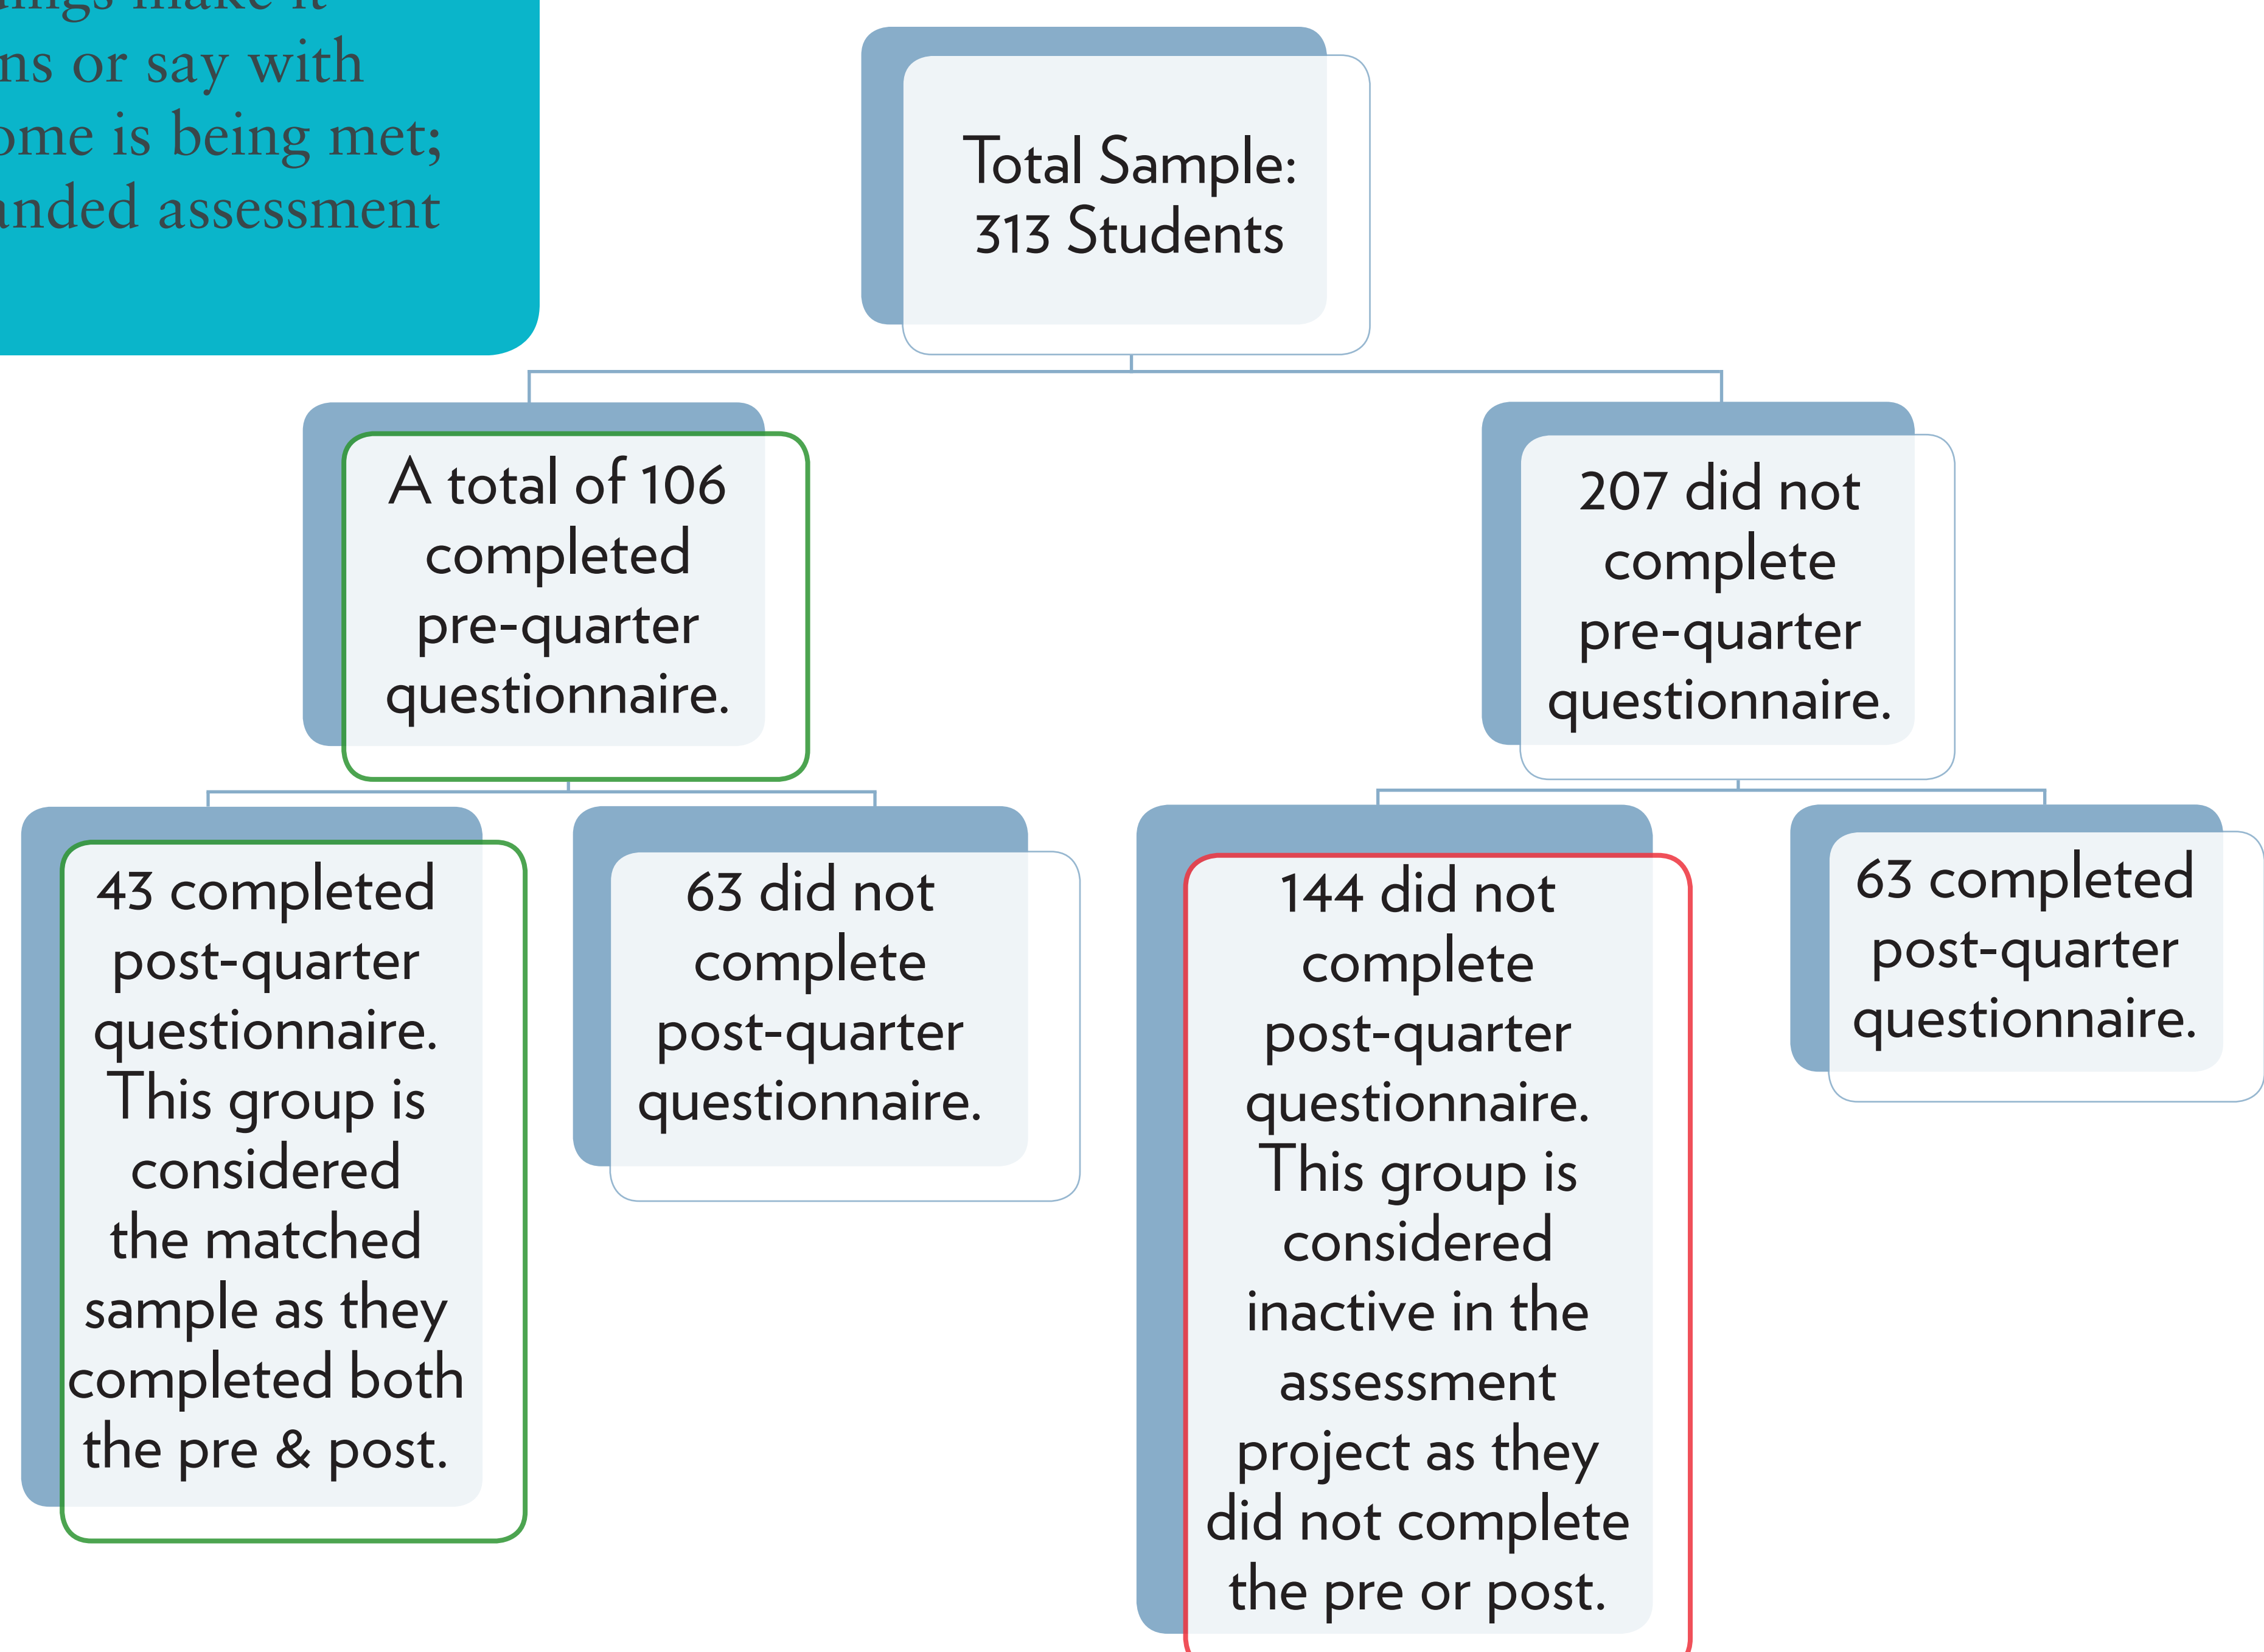 ns or say with
ome is being met;
anded assessment
Total Sample:
313 Students
A total of 106
completed
pre-quarter
questionnaire.
207 did not
complete
pre-quarter
questionnaire.
43 completed
post-quarter
questionnaire.
This group is
considered
the matched
sample as they
completed both
the pre & post.
63 did not
complete
post-quarter
questionnaire.
144 did not
complete
post-quarter
questionnaire.
This group is
considered
inactive in the
assessment
project as they
did not complete
the pre or post.
63 completed
post-quarter
questionnaire.